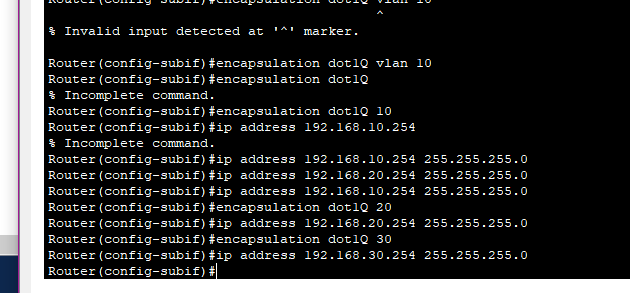 Router(config-subif)#encapsulation dot1Q vlan 10
^
% Invalid input detected at '^' marker.
Router(config-subif)#encapsulation dot1Q vlan 10
Router(config-subif)#encapsulation dot1Q
% Incomplete command.
Router(config-subif)#encapsulation dot1Q 10
Router(config-subif)#ip address 192.168.10.254
% Incomplete command.
Router(config-subif)#ip address 192.168.10.254 255.255.255.0
Router(config-subif)#ip address 192.168.20.254 255.255.255.0
Router(config-subif)#ip address 192.168.10.254 255.255.255.0
Router(config-subif)#encapsulation dot1Q 20
Router(config-subif)#ip address 192.168.20.254 255.255.255.0
Router(config-subif)#encapsulation dot1Q 30
Router(config-subif)#ip address 192.168.30.254 255.255.255.0
Router(config-subif)#